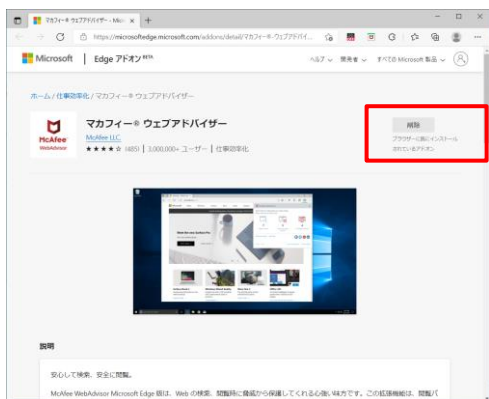 マカフィー® ウェブアドバイザー - Micr
https://microsoftedge.microsoft.com/addons/detail/マカフィー®-ウェブアドバイ...
Microsoft
Edge アドオン BETA
ヘルプ
開発者
すべての Microsoft 製品
ホーム / 仕事効率化 / マカフィー® ウェブアドバイザー
マカフィー® ウェブアドバイザー
McAfee LLC.
★★★★☆ (485) | 3,000,000+ ユーザー | 仕事効率化
McAfee
WebAdvisor
削除
ブラウザーに既にインストール
されているアドオン
説明
安心して検索、安全に閲覧。
McAfee WebAdvisor Microsoft Edge 版は、Web の検索、閲覧時に脅威から保護してくれる心強い味方です。この拡張機能は、閲覧パ